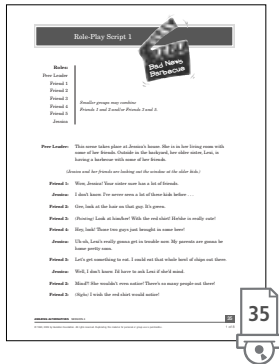 Role-Play Script 1
Bad News
Barbecue
Roles:
Peer Leader
Friend 1
Friend 2
Friend 3
Friend 4
Friend 5
Jessica
Smaller groups may combine
Friends 1 and 2 and/or Friends 3 and 4.
Peer Leader: This scene takes place at Jessica's house. She is in her living room with
some of her friends. Outside in the backyard, her older sister, Lexi, is
having a barbecue with some of her friends.
(Jessica and her friends are looking out the window at the older kids.)
Friend 1: Wow, Jessica! Your sister sure has a lot of friends.
Jessica: I don't know. I've never seen a lot of those kids before . . .
Friend 2: Gee, look at the hair on that guy. It's green.
Friend 3: (Pointing) Look at him/her! With the red shirt! He/she is really cute!
Friend 4: Hey, look! Those two guys just brought in some beer!
Jessica: Uh-oh, Lexi's really gonna get in trouble now. My parents are gonna be
home pretty soon.
Friend 5: Let's get something to eat. I could eat that whole bowl of chips out there.
Jessica: Well, I don't know. I'd have to ask Lexi if she'd mind.
Friend 2: Mind?! She wouldn't even notice! There's so many people out there!
Friend 3: (Sighs) I wish the red shirt would notice!
35
35